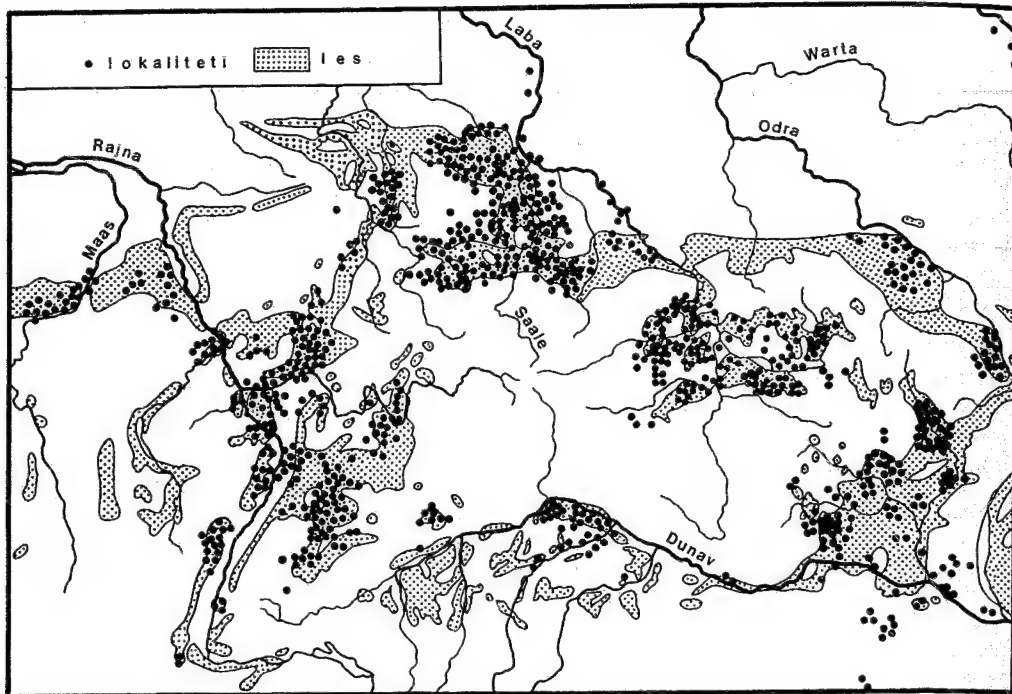 lokaliteti les
Laba
Warta
Odra
Rajna
Maas
Saale
Dunav